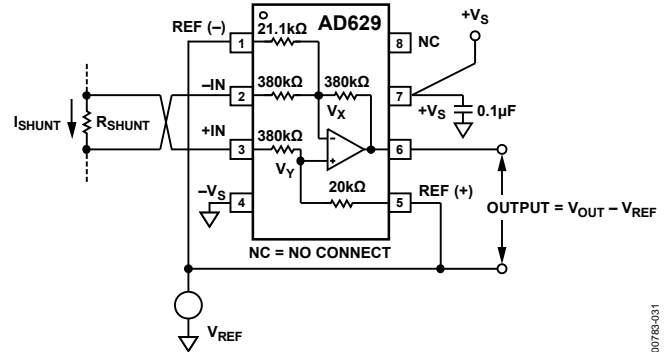 REF (–)
21.1kΩ
AD629
+VS
1
8
NC
–IN
380kΩ
380kΩ
2
7
ISHUNT
RSHUNT
VX
+VS
0.1µF
+IN
380kΩ
3
6
VY
–
+
–VS
20kΩ
REF (+)
4
5
OUTPUT = VOUT – VREF
NC = NO CONNECT
VREF
00783-031